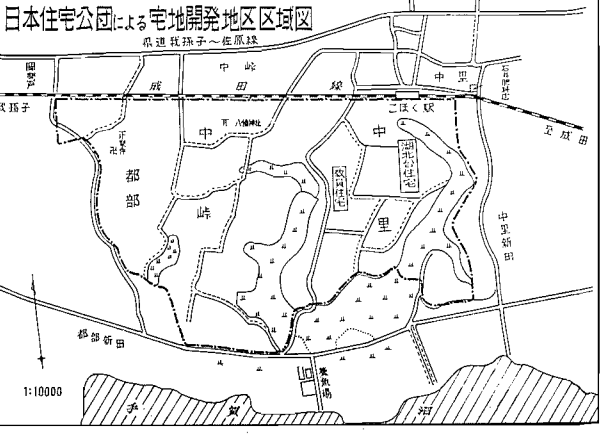 日本住宅公団による宅地開発地区区域図
県道我孫子〜佐原線
中峠
中里
成田線
我孫子
こほく駅
至成田
正泉寺
卍
八幡神社
都部
中
峠
中
里
教員住宅
湖北台住宅
中里新田
都部新田
養魚場
1:10000
手賀沼